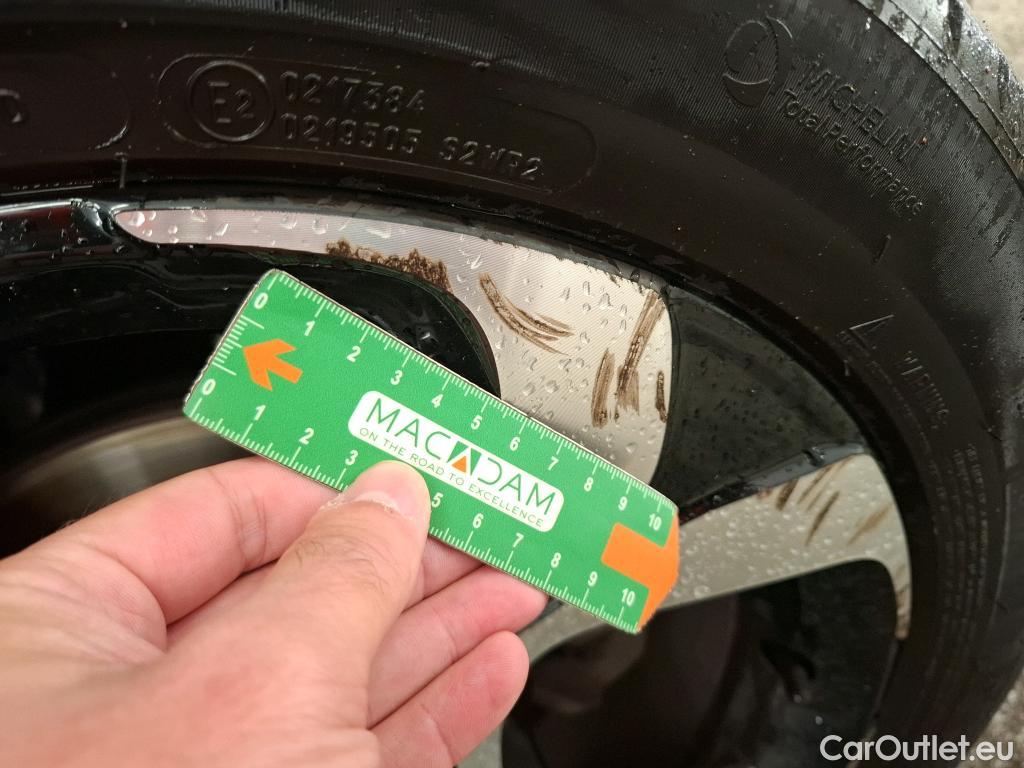 E2
0217384
0219505 S2WR2
MICHELIN
Total Performance
WARNING
0 1 2 3 4 5 6 7 8 9 10
MACADAM
ON THE ROAD TO EXCELLENCE
0 1 2 3 5 6 7 8 9 10
CarOutlet.eu